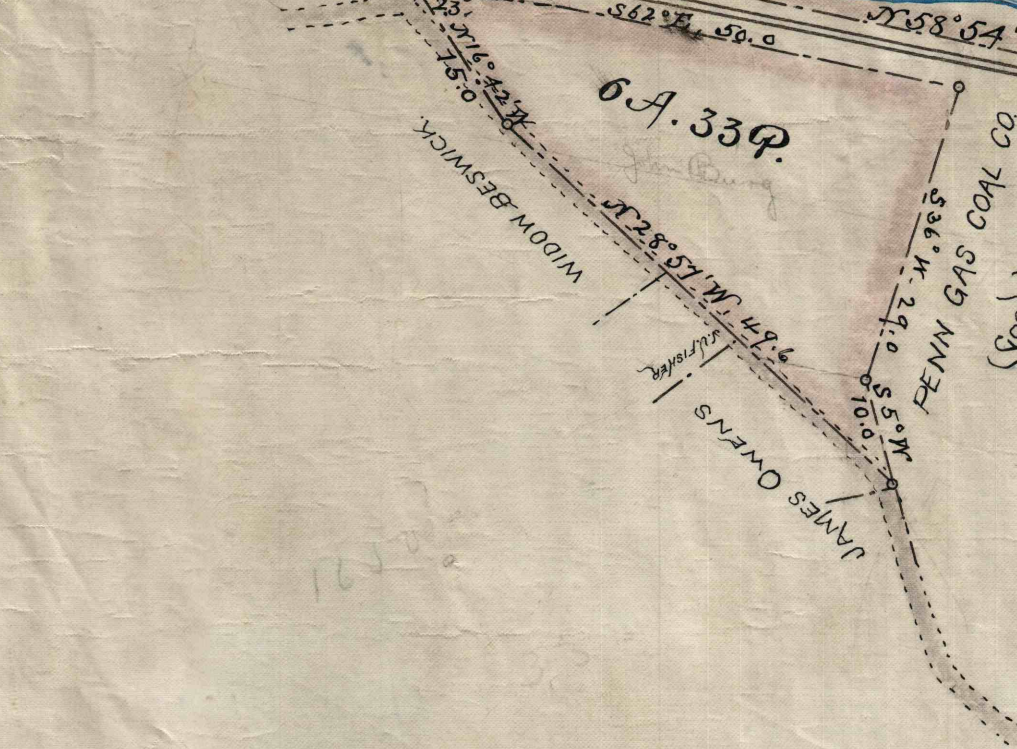 23'
S62°E. 50.0
N58°54'
N16°42'W
15.0
6A. 33P.
WIDOW BESWICK.
N28°57'W. 49.6
S36°W. 29.0
PENN GAS COAL CO.
S.U. FISHER
S5°W
10.0
JAMES OWENS